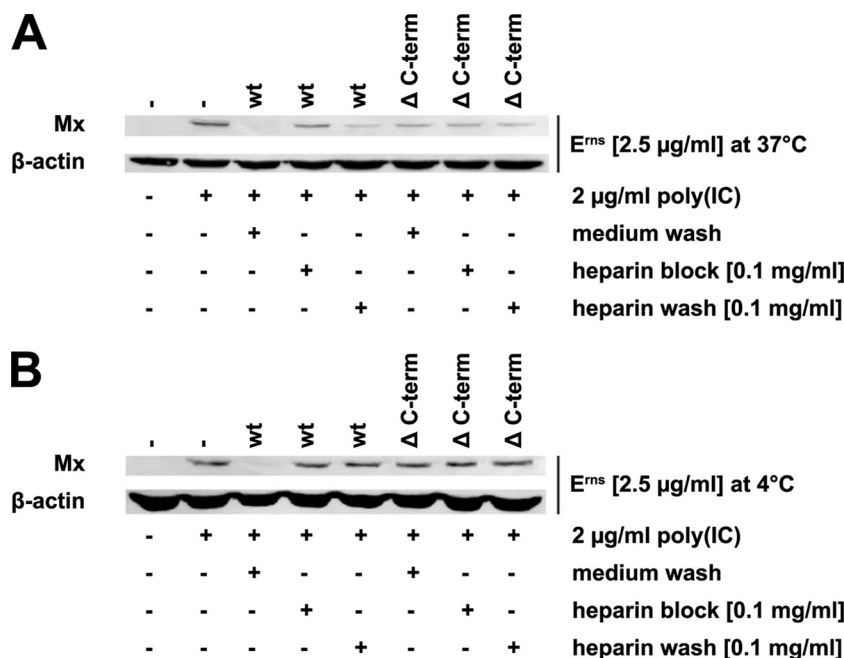 A
- - wt wt wt Δ C-term Δ C-term Δ C-term
Mx
β-actin
Eʳⁿˢ [2.5 µg/ml] at 37°C
- + + + + + + + 2 µg/ml poly(IC)
- - + - - + - - medium wash
- - - + - - + - heparin block [0.1 mg/ml]
- - - - + - - + heparin wash [0.1 mg/ml]
B
- - wt wt wt Δ C-term Δ C-term Δ C-term
Mx
β-actin
Eʳⁿˢ [2.5 µg/ml] at 4°C
- + + + + + + + 2 µg/ml poly(IC)
- - + - - + - - medium wash
- - - + - - + - heparin block [0.1 mg/ml]
- - - - + - - + heparin wash [0.1 mg/ml]